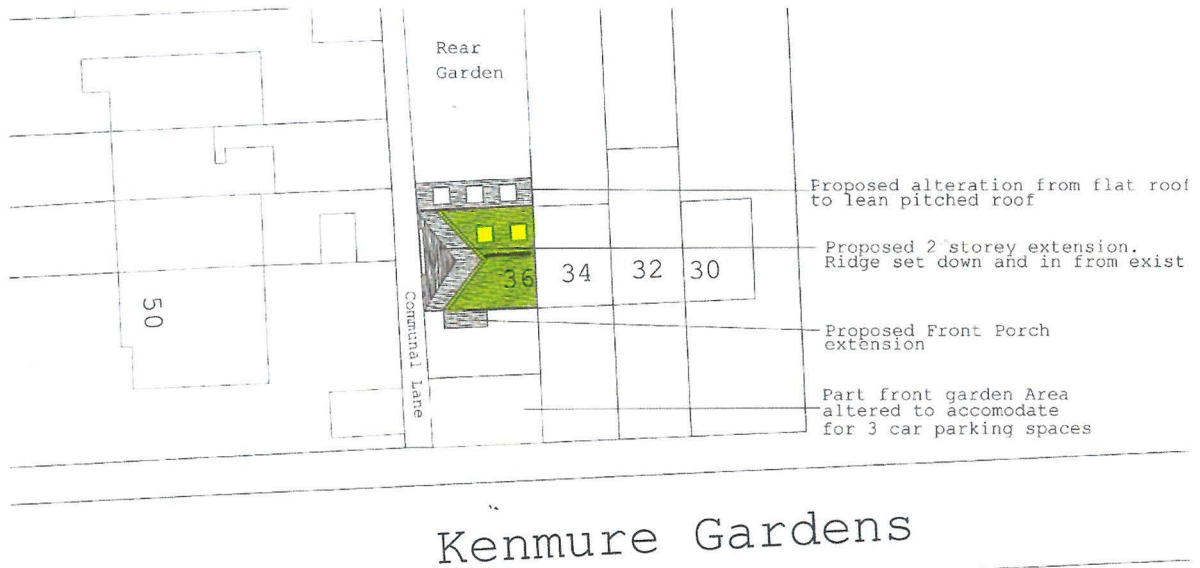 Rear
Garden
Proposed alteration from flat roof
to lean pitched roof
Proposed 2 storey extension.
Ridge set down and in from exist
36
34
32
30
50
Communal Lane
Proposed Front Porch
extension
Part front garden Area
altered to accomodate
for 3 car parking spaces
Kenmure Gardens